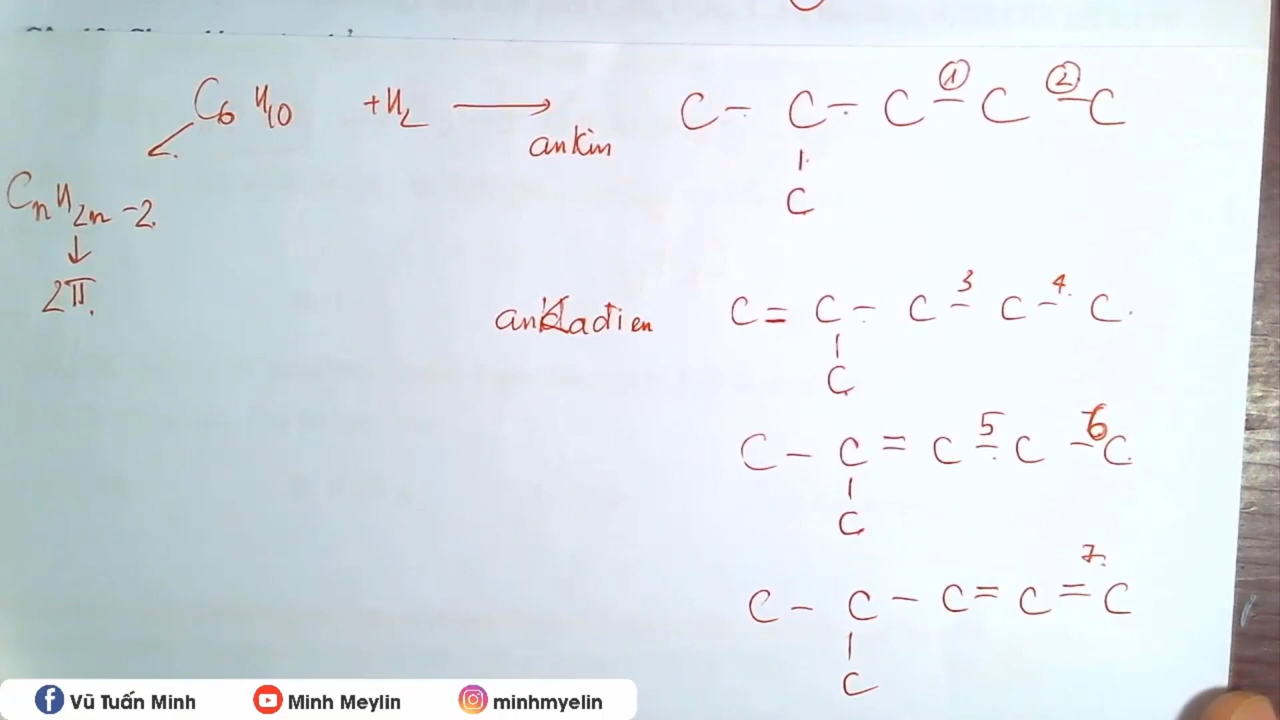 C6H10 +H2 ⟶ C - C - C - C - C
① ②
ankin
C
CnH2n-2
↓
2π.
3 4.
ankađien C = C - C - C - C.
C
5 6
C - C = C - C - C.
C
7.
C - C - C = C = C
C
Vũ Tuấn Minh Minh Meylin minhmyelin